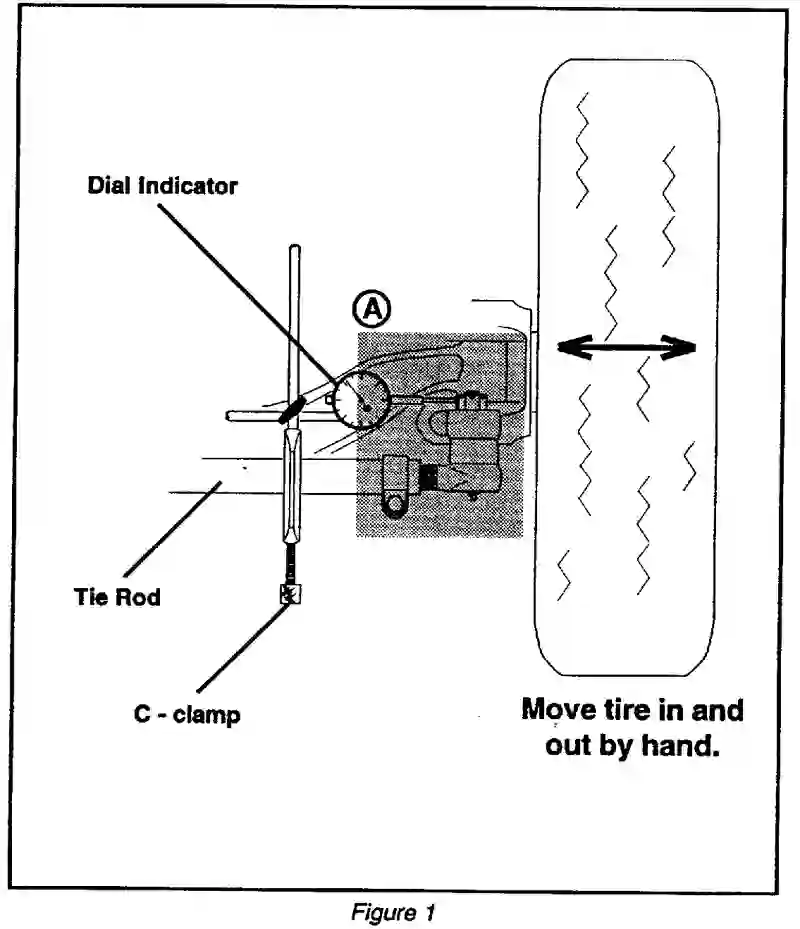 Dial Indicator
A
Tie Rod
C - clamp
Move tire in and
out by hand.
Figure 1